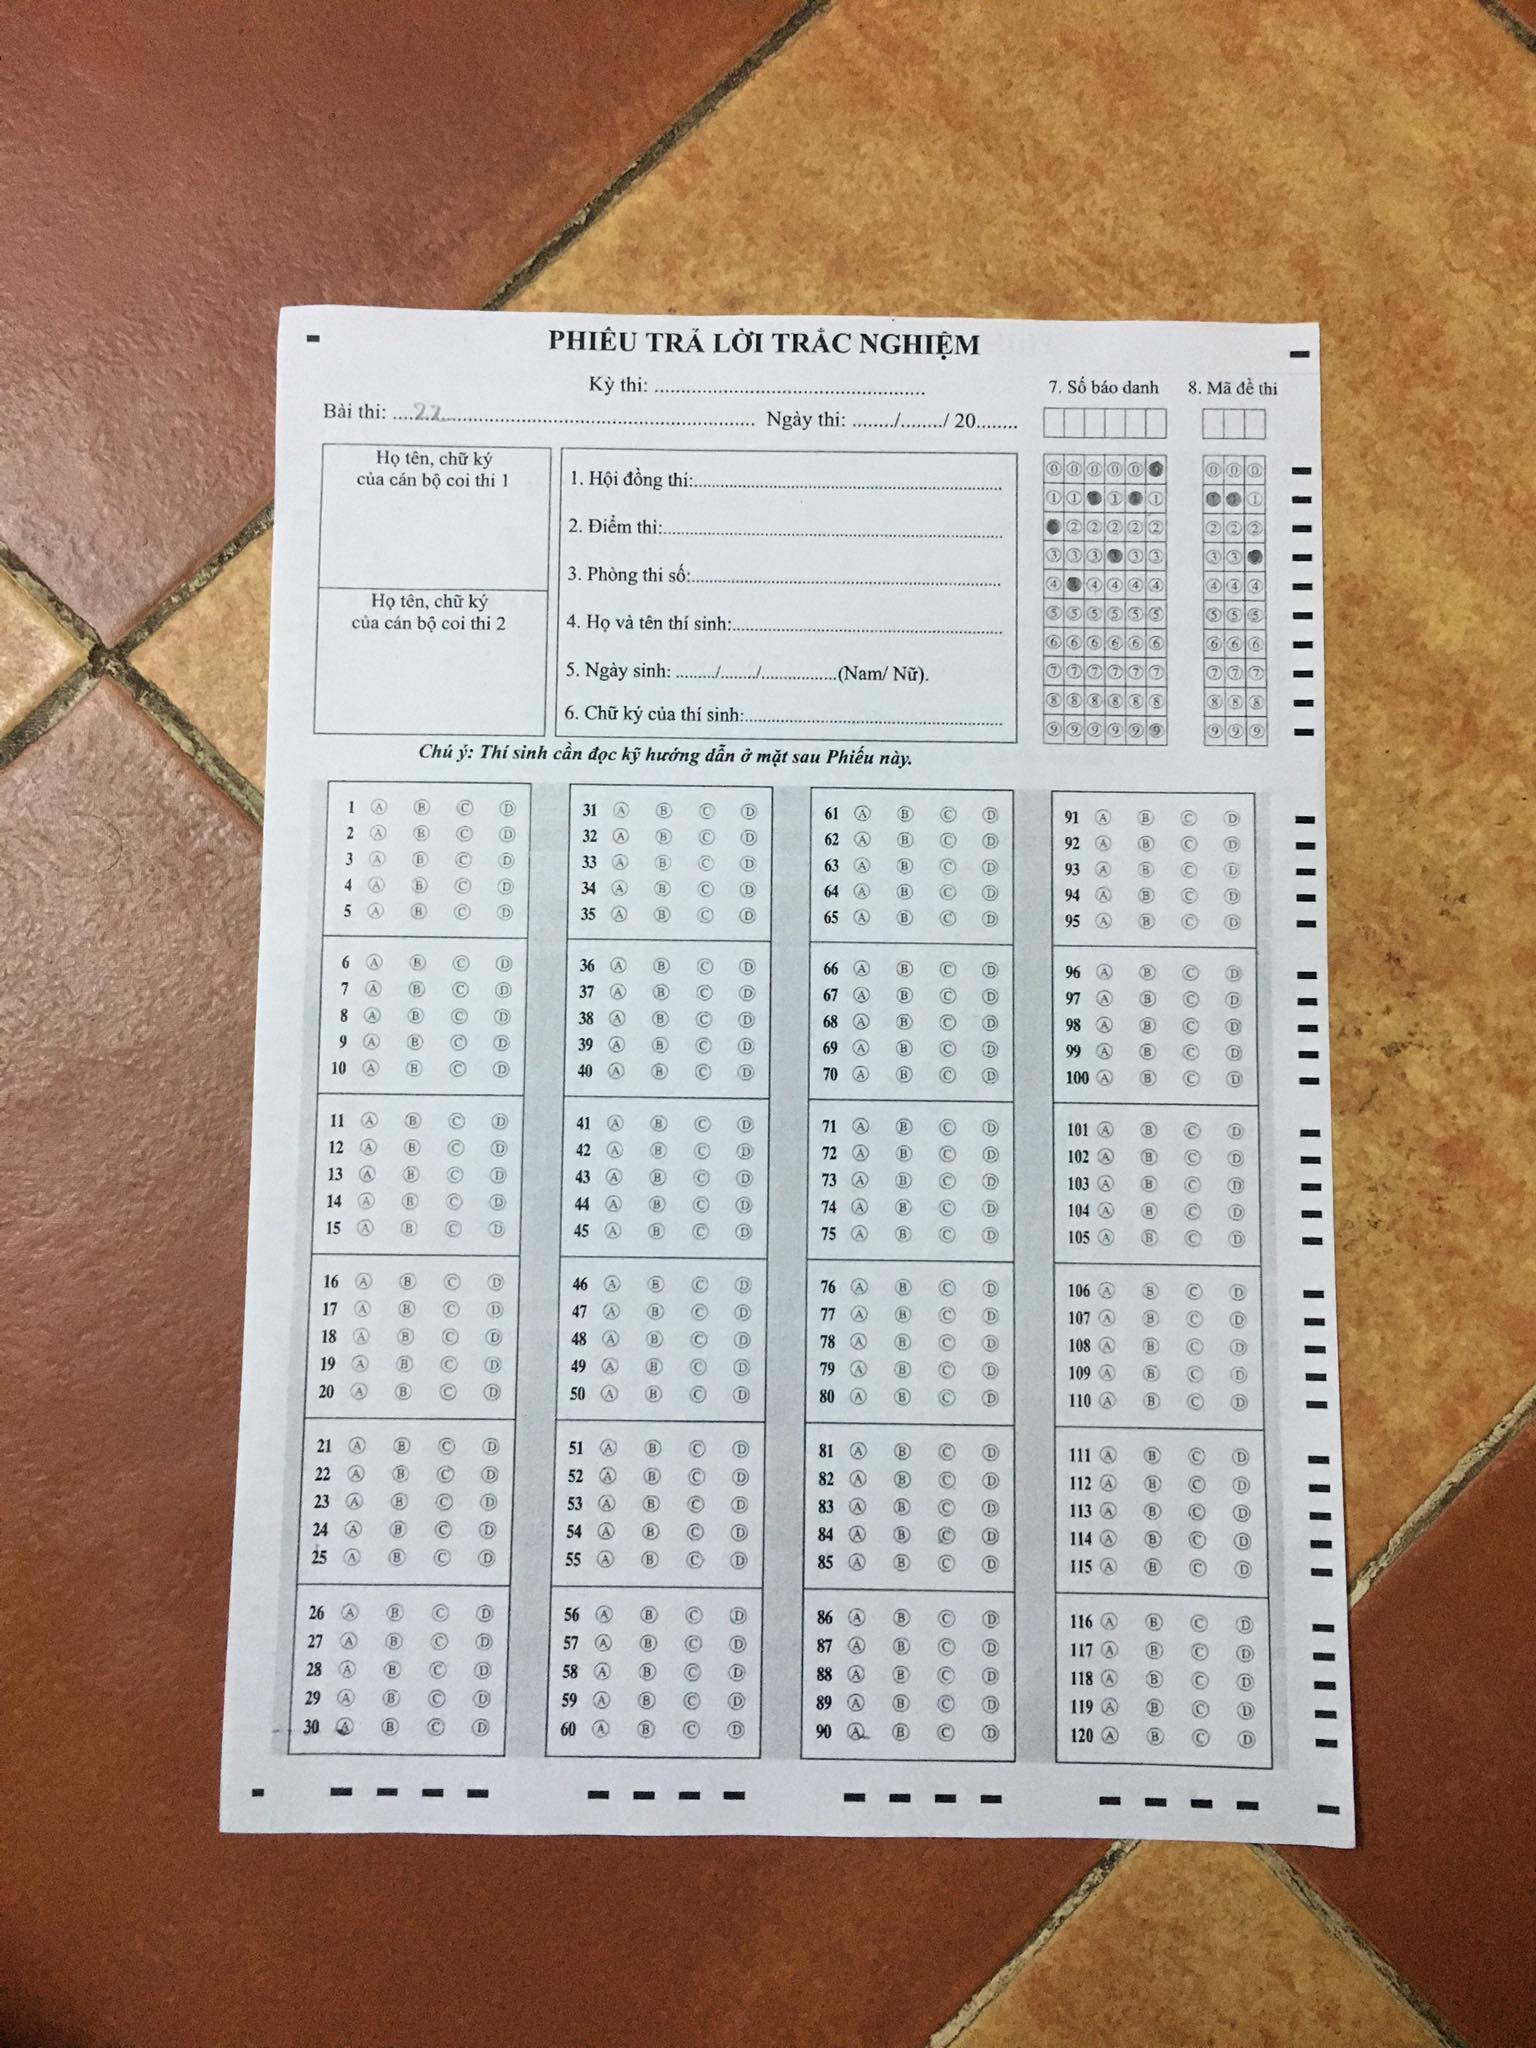 PHIẾU TRẢ LỜI TRẮC NGHIỆM
Kỳ thi: ....................................................
Bài thi: ....22.......................................................... Ngày thi: ......../......../ 20........
7. Số báo danh
8. Mã đề thi
Họ tên, chữ ký
của cán bộ coi thi 1
Họ tên, chữ ký
của cán bộ coi thi 2
1. Hội đồng thi:............................................................
2. Điểm thi:.................................................................
3. Phòng thi số:............................................................
4. Họ và tên thí sinh:....................................................
5. Ngày sinh: ......../......../................(Nam/ Nữ).
6. Chữ ký của thí sinh:..................................................
0 0 0 0 0 0 0 0
1 1 1 1 1
2 2 2 2 2 2 2 2
3 3 3 3 3 3 3
4 4 4 4 4 4 4 4
5 5 5 5 5 5 5 5 5
6 6 6 6 6 6 6 6 6
7 7 7 7 7 7 7 7 7
8 8 8 8 8 8 8 8 8
9 9 9 9 9 9 9 9 9
Chú ý: Thí sinh cần đọc kỹ hướng dẫn ở mặt sau Phiếu này.
1 A B C D 31 A B C D 61 A B C D 91 A B C D
2 A B C D 32 A B C D 62 A B C D 92 A B C D
3 A B C D 33 A B C D 63 A B C D 93 A B C D
4 A B C D 34 A B C D 64 A B C D 94 A B C D
5 A B C D 35 A B C D 65 A B C D 95 A B C D
6 A B C D 36 A B C D 66 A B C D 96 A B C D
7 A B C D 37 A B C D 67 A B C D 97 A B C D
8 A B C D 38 A B C D 68 A B C D 98 A B C D
9 A B C D 39 A B C D 69 A B C D 99 A B C D
10 A B C D 40 A B C D 70 A B C D 100 A B C D
11 A B C D 41 A B C D 71 A B C D 101 A B C D
12 A B C D 42 A B C D 72 A B C D 102 A B C D
13 A B C D 43 A B C D 73 A B C D 103 A B C D
14 A B C D 44 A B C D 74 A B C D 104 A B C D
15 A B C D 45 A B C D 75 A B C D 105 A B C D
16 A B C D 46 A B C D 76 A B C D 106 A B C D
17 A B C D 47 A B C D 77 A B C D 107 A B C D
18 A B C D 48 A B C D 78 A B C D 108 A B C D
19 A B C D 49 A B C D 79 A B C D 109 A B C D
20 A B C D 50 A B C D 80 A B C D 110 A B C D
21 A B C D 51 A B C D 81 A B C D 111 A B C D
22 A B C D 52 A B C D 82 A B C D 112 A B C D
23 A B C D 53 A B C D 83 A B C D 113 A B C D
24 A B C D 54 A B C D 84 A B C D 114 A B C D
25 A B C D 55 A B C D 85 A B C D 115 A B C D
26 A B C D 56 A B C D 86 A B C D 116 A B C D
27 A B C D 57 A B C D 87 A B C D 117 A B C D
28 A B C D 58 A B C D 88 A B C D 118 A B C D
29 A B C D 59 A B C D 89 A B C D 119 A B C D
30 A B C D 60 A B C D 90 A B C D 120 A B C D